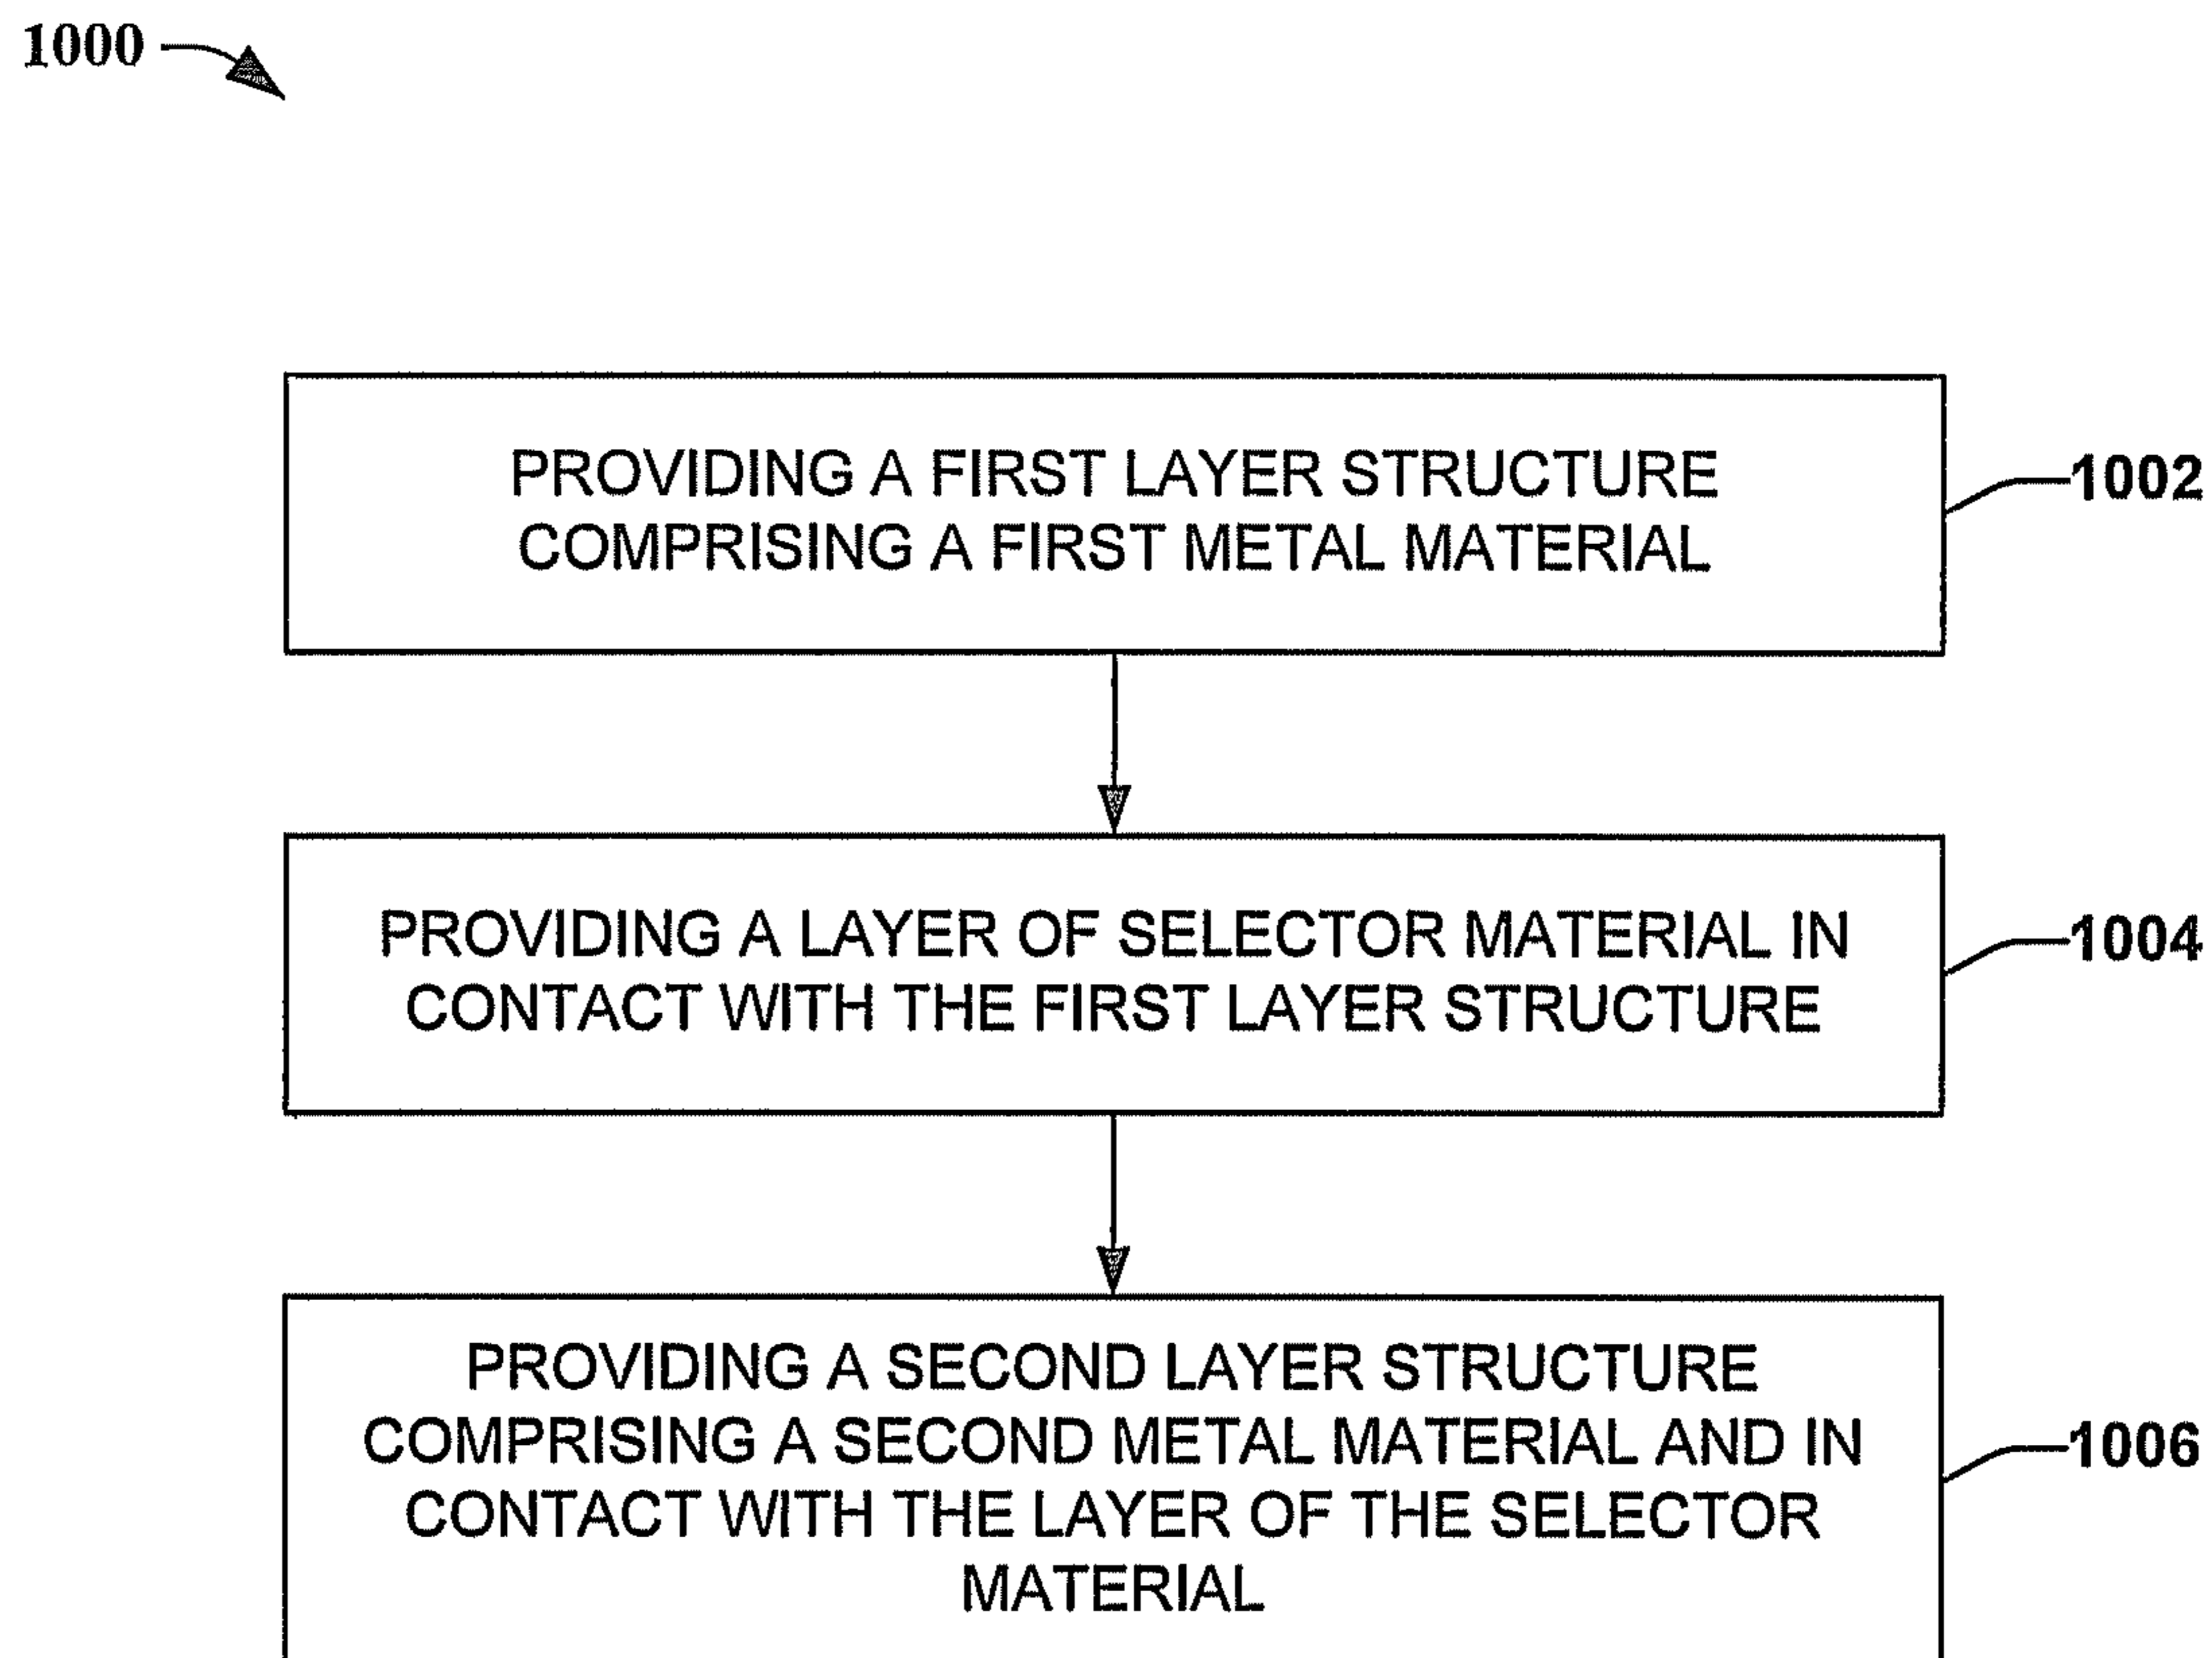 1000
PROVIDING A FIRST LAYER STRUCTURE
COMPRISING A FIRST METAL MATERIAL
1002
PROVIDING A LAYER OF SELECTOR MATERIAL IN
CONTACT WITH THE FIRST LAYER STRUCTURE
1004
PROVIDING A SECOND LAYER STRUCTURE
COMPRISING A SECOND METAL MATERIAL AND IN
CONTACT WITH THE LAYER OF THE SELECTOR
MATERIAL
1006